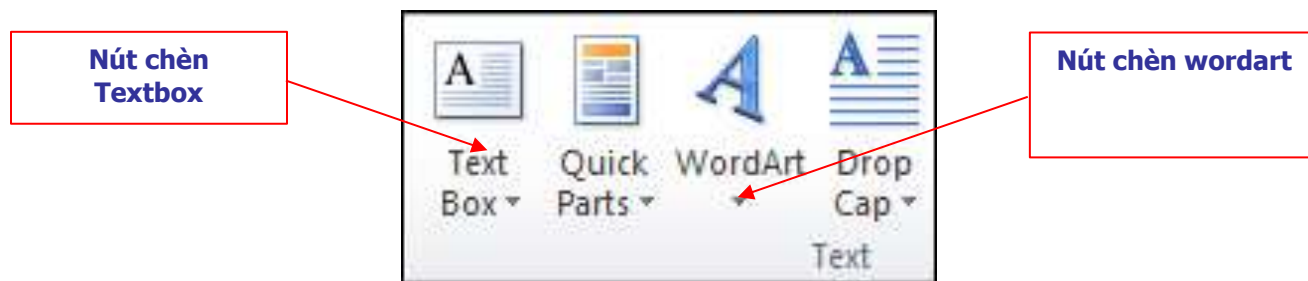 Nút chèn
Textbox
Nút chèn wordart
A
A
A
Text
Box
Quick
Parts
WordArt
Drop
Cap
Text